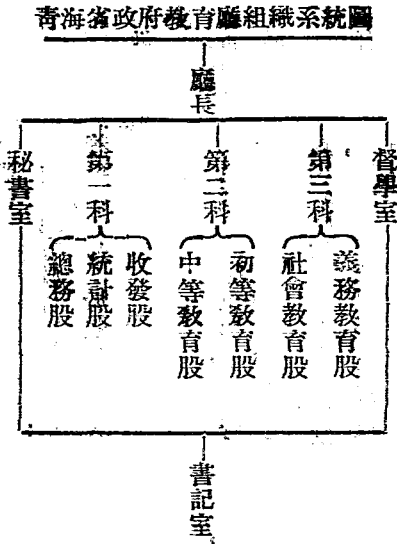 青海省政府教育廳組織系統圖
廳長
督學室
第三科
第二科
第一科
秘書室
義務教育股
社會教育股
初等教育股
中等教育股
收發股
統計股
總務股
書記室